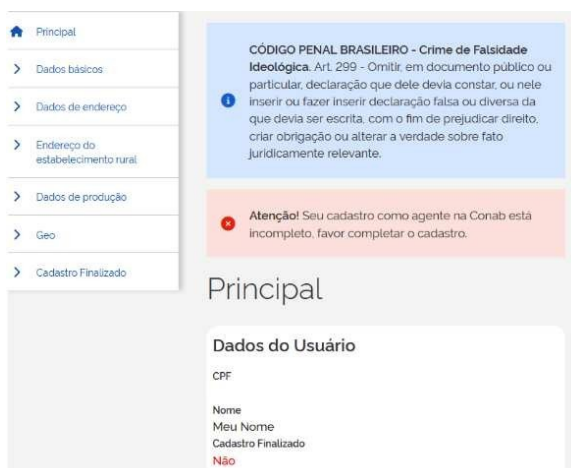 Principal
Dados básicos
Dados de endereço
Endereço do
estabelecimento rural
Dados de produção
Geo
Cadastro Finalizado
CÓDIGO PENAL BRASILEIRO - Crime de Falsidade
Ideológica. Art. 299 - Omitir, em documento público ou
particular, declaração que dele devia constar, ou nele
inserir ou fazer inserir declaração falsa ou diversa da
que devia ser escrita, com o fim de prejudicar direito,
criar obrigação ou alterar a verdade sobre fato
juridicamente relevante.
Atenção! Seu cadastro como agente na Conab está
incompleto, favor completar o cadastro.
Principal
Dados do Usuário
CPF
Nome
Meu Nome
Cadastro Finalizado
Não